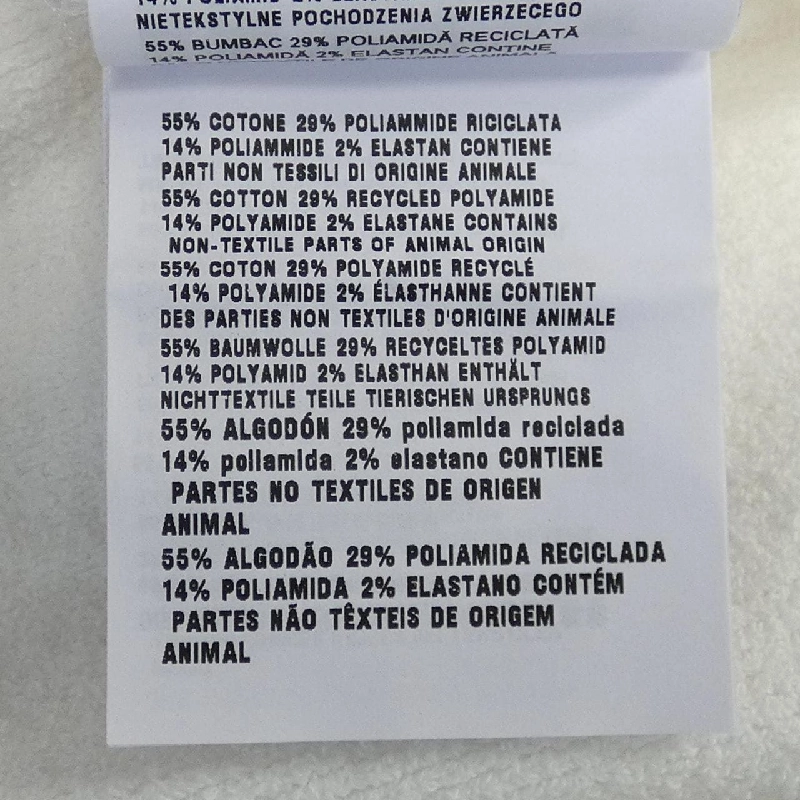 NIETEKSTYLNE POCHODZENIA ZWIERZECEGO
55% BUMBAC 29% POLIAMIDĂ RECICLATĂ
14% POLIAMIDĂ 2% ELASTAN CONTINE
55% COTONE 29% POLIAMMIDE RICICLATA
14% POLIAMMIDE 2% ELASTAN CONTIENE
PARTI NON TESSILI DI ORIGINE ANIMALE
55% COTTON 29% RECYCLED POLYAMIDE
14% POLYAMIDE 2% ELASTANE CONTAINS
NON-TEXTILE PARTS OF ANIMAL ORIGIN
55% COTON 29% POLYAMIDE RECYCLÉ
14% POLYAMIDE 2% ÉLASTHANNE CONTIENT
DES PARTIES NON TEXTILES D'ORIGINE ANIMALE
55% BAUMWOLLE 29% RECYCELTES POLYAMID
14% POLYAMID 2% ELASTHAN ENTHÄLT
NICHTTEXTILE TEILE TIERISCHEN URSPRUNGS
55% ALGODÓN 29% poliamida reciclada
14% poliamida 2% elastano CONTIENE
PARTES NO TEXTILES DE ORIGEN
ANIMAL
55% ALGODÃO 29% POLIAMIDA RECICLADA
14% POLIAMIDA 2% ELASTANO CONTÉM
PARTES NÃO TÊXTEIS DE ORIGEM
ANIMAL